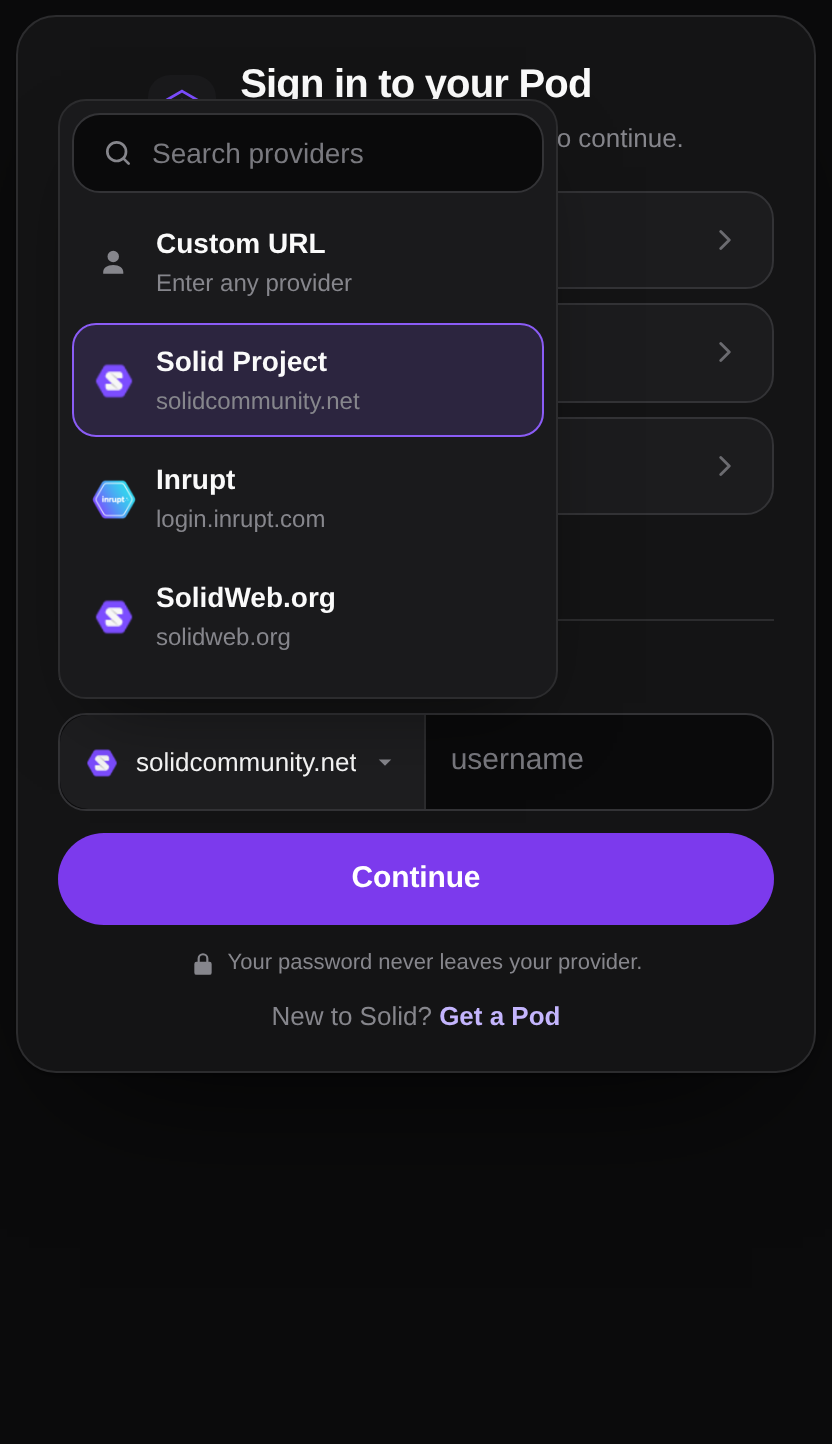 Sign in to your Pod
o continue.
Search providers
Custom URL
Enter any provider
Solid Project
solidcommunity.net
inrupt
Inrupt
login.inrupt.com
SolidWeb.org
solidweb.org
solidcommunity.net
username
Continue
Your password never leaves your provider.
New to Solid? Get a Pod